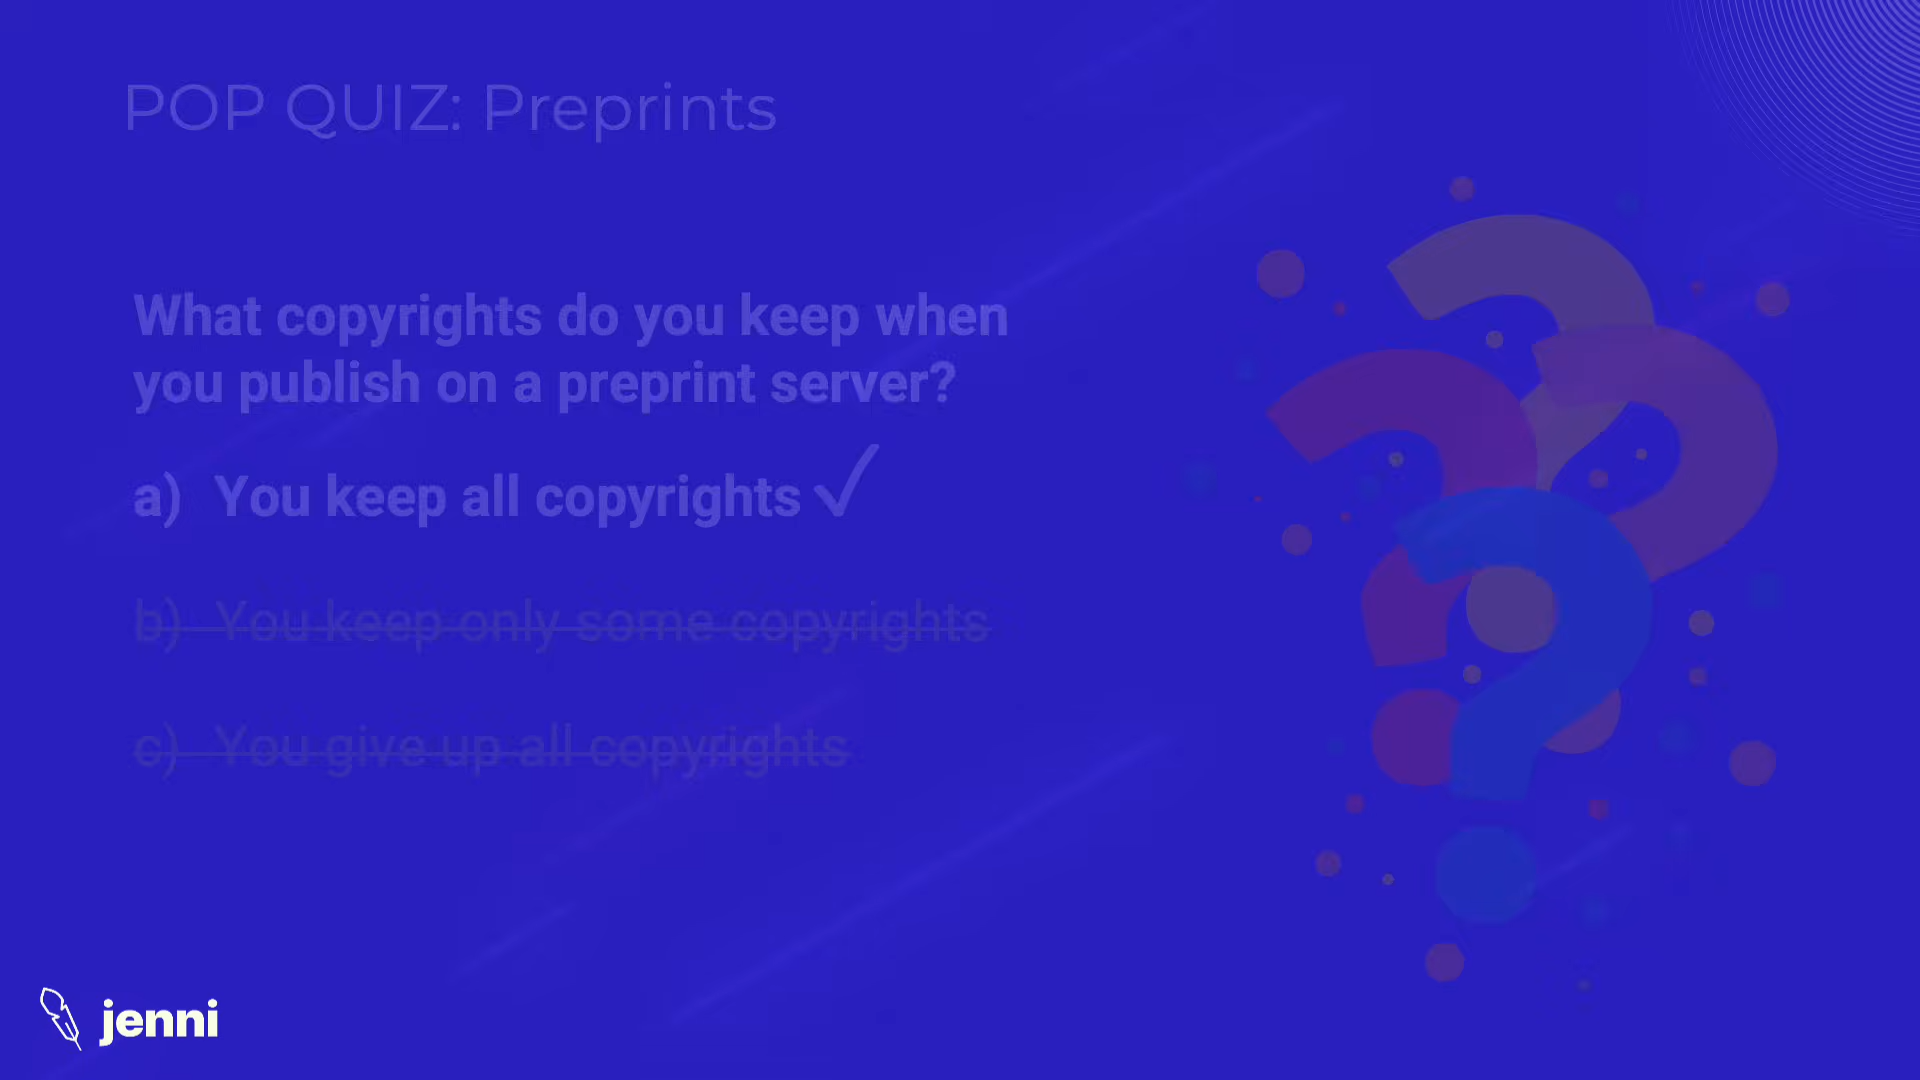 POP QUIZ: Preprints
What copyrights do you keep when
you publish on a preprint server?
a) You keep all copyrights ✓
b) You keep only some copyrights
c) You give up all copyrights
jenni